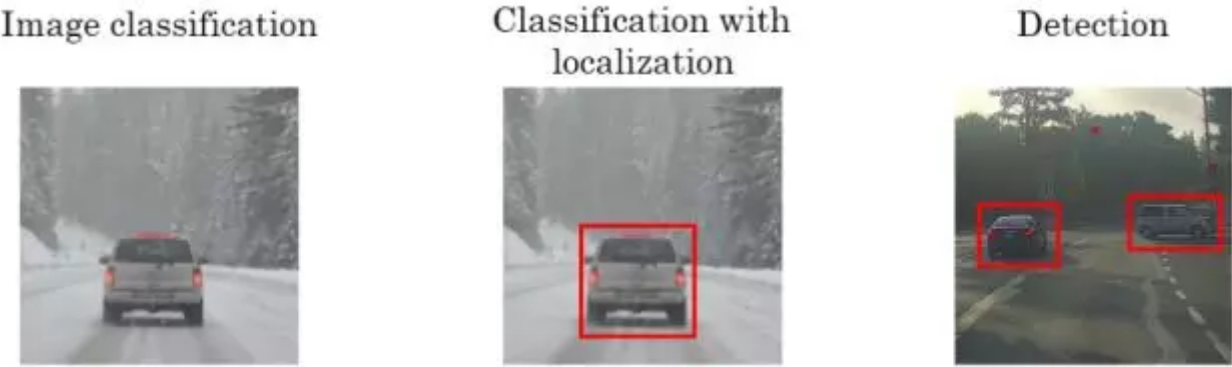 Image classification
Classification with
localization
Detection